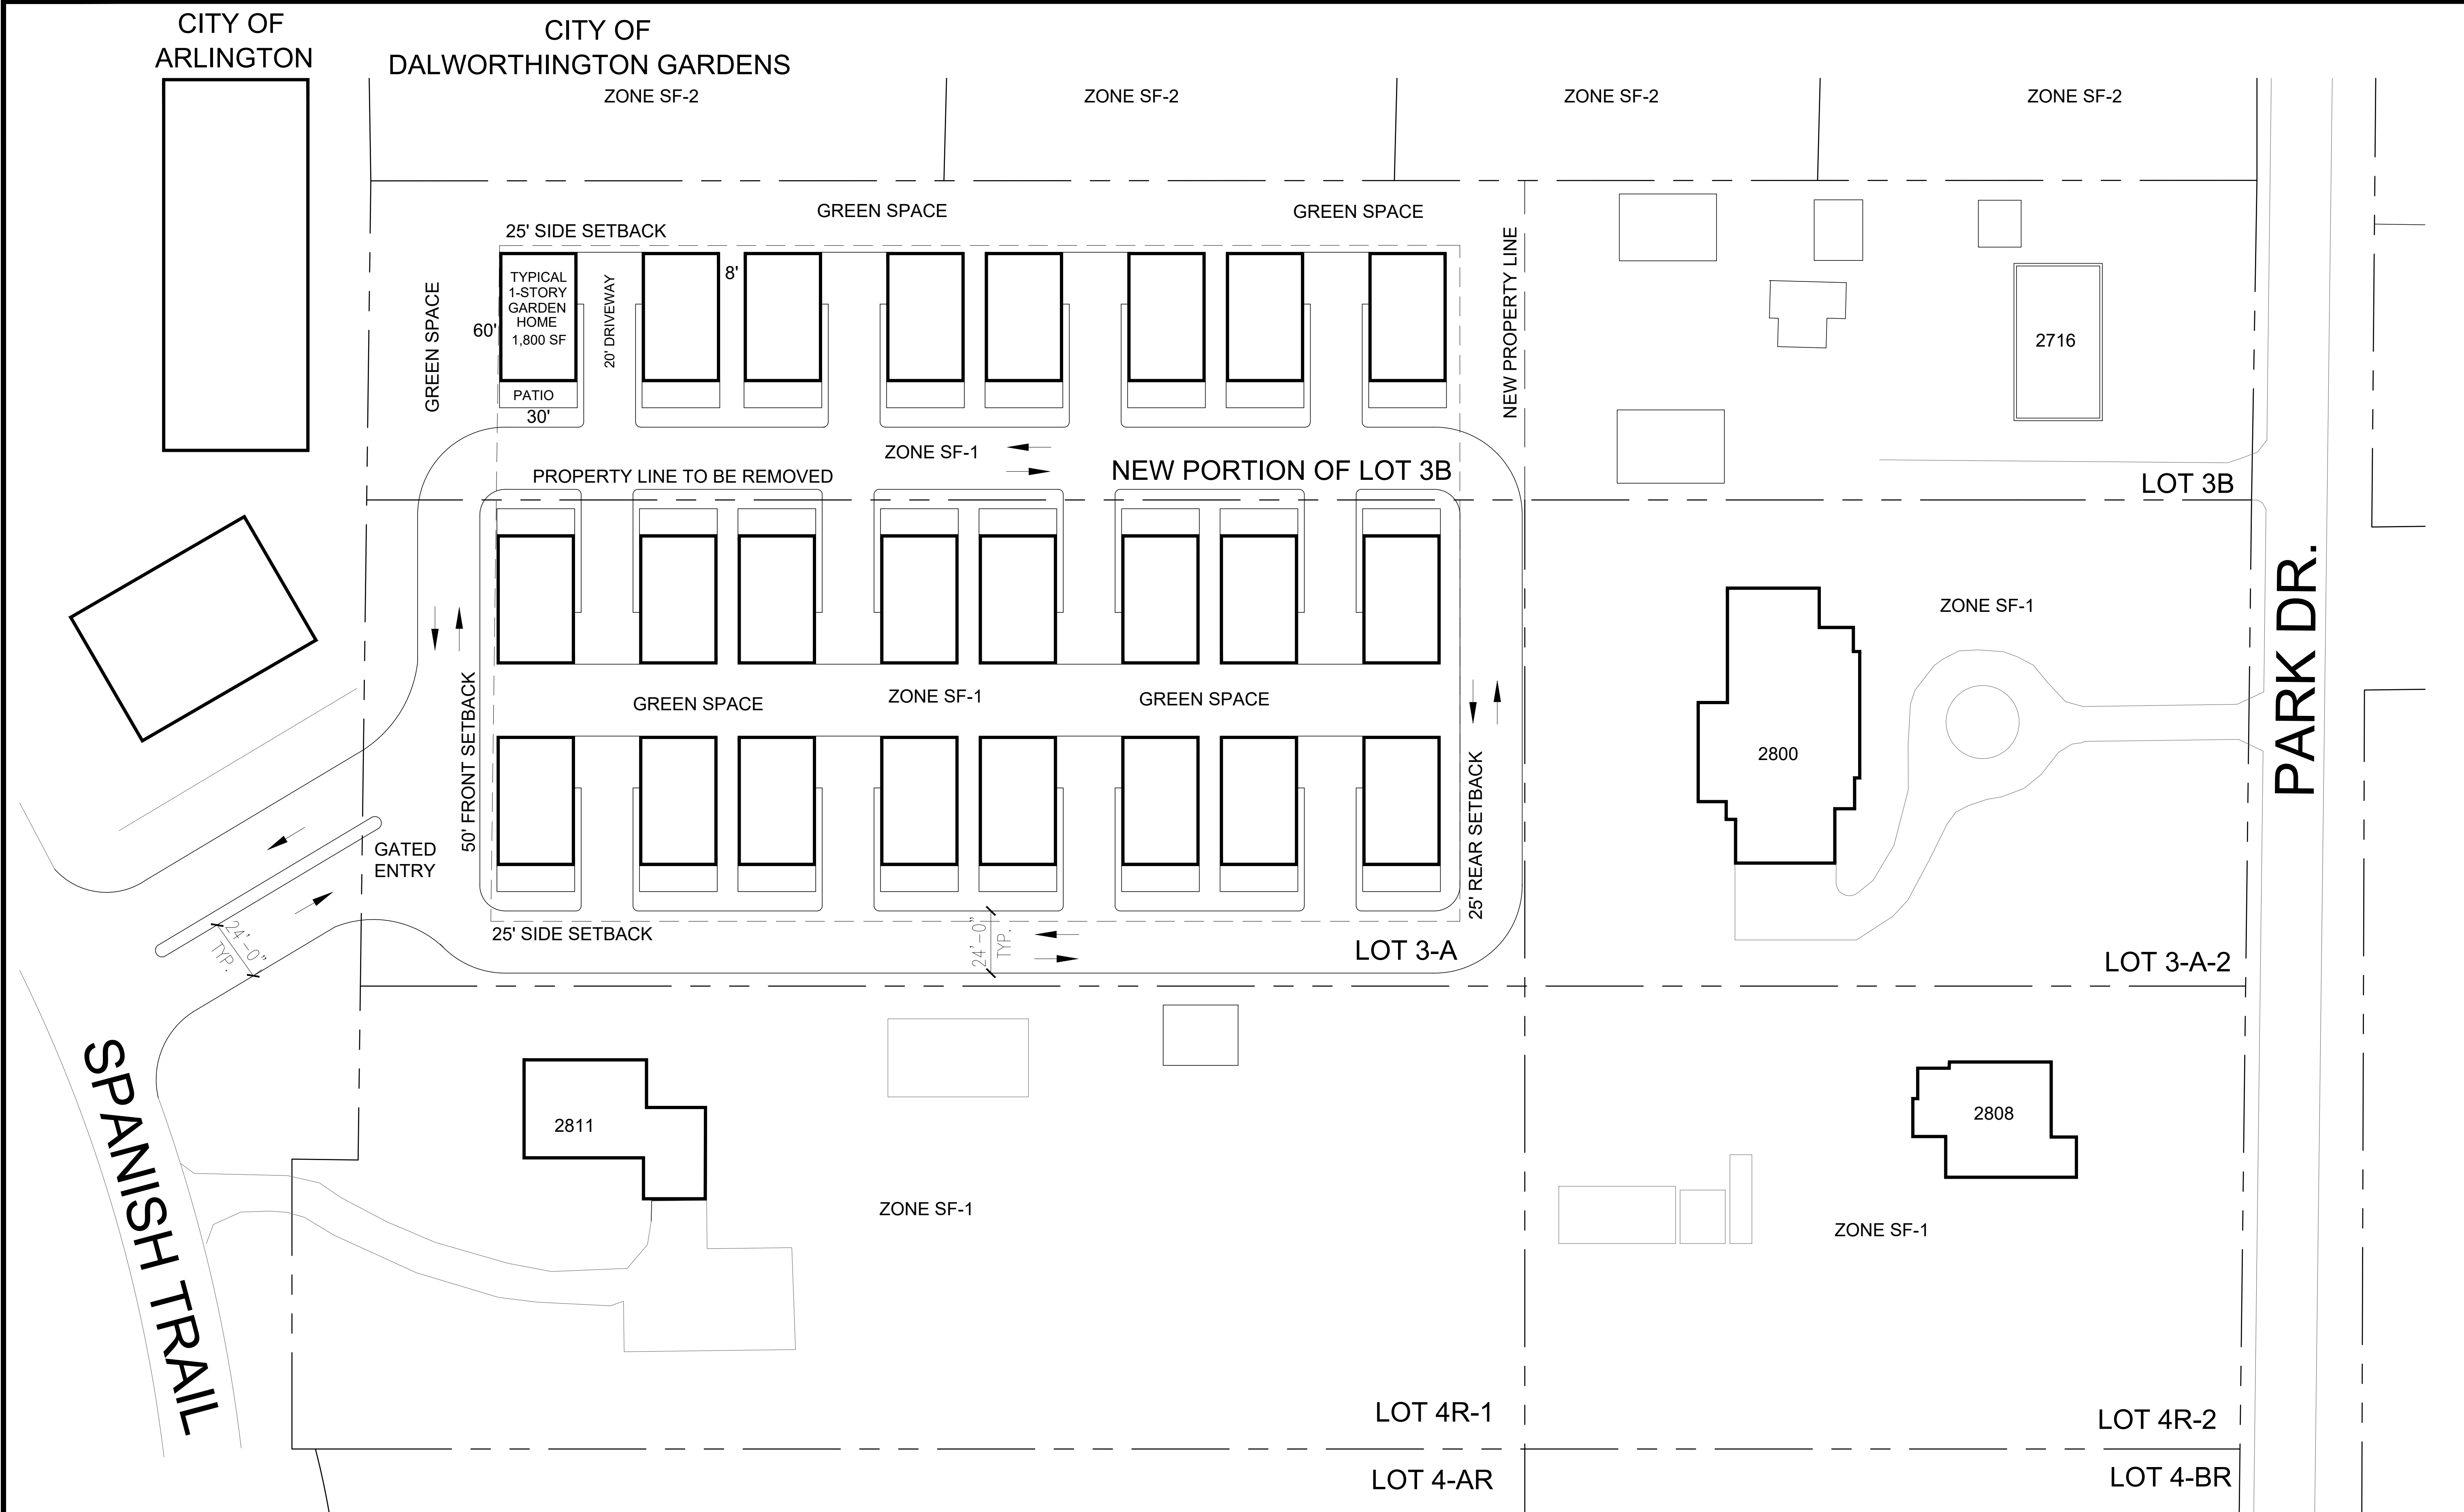 CITY OF
ARLINGTON
CITY OF
DALWORTHINGTON GARDENS
ZONE SF-2
ZONE SF-2
ZONE SF-2
ZONE SF-2
GREEN SPACE
GREEN SPACE
25' SIDE SETBACK
GREEN SPACE
TYPICAL
1-STORY
GARDEN
HOME
1,800 SF
60'
PATIO
30'
20' DRIVEWAY
8'
NEW PROPERTY LINE
2716
ZONE SF-1
PROPERTY LINE TO BE REMOVED
NEW PORTION OF LOT 3B
LOT 3B
PARK DR.
ZONE SF-1
50' FRONT SETBACK
GREEN SPACE
ZONE SF-1
GREEN SPACE
25' REAR SETBACK
2800
GATED
ENTRY
24'-0"
TYP.
25' SIDE SETBACK
24'-0"
TYP.
LOT 3-A
LOT 3-A-2
SPANISH TRAIL
2811
2808
ZONE SF-1
ZONE SF-1
LOT 4R-1
LOT 4R-2
LOT 4-AR
LOT 4-BR